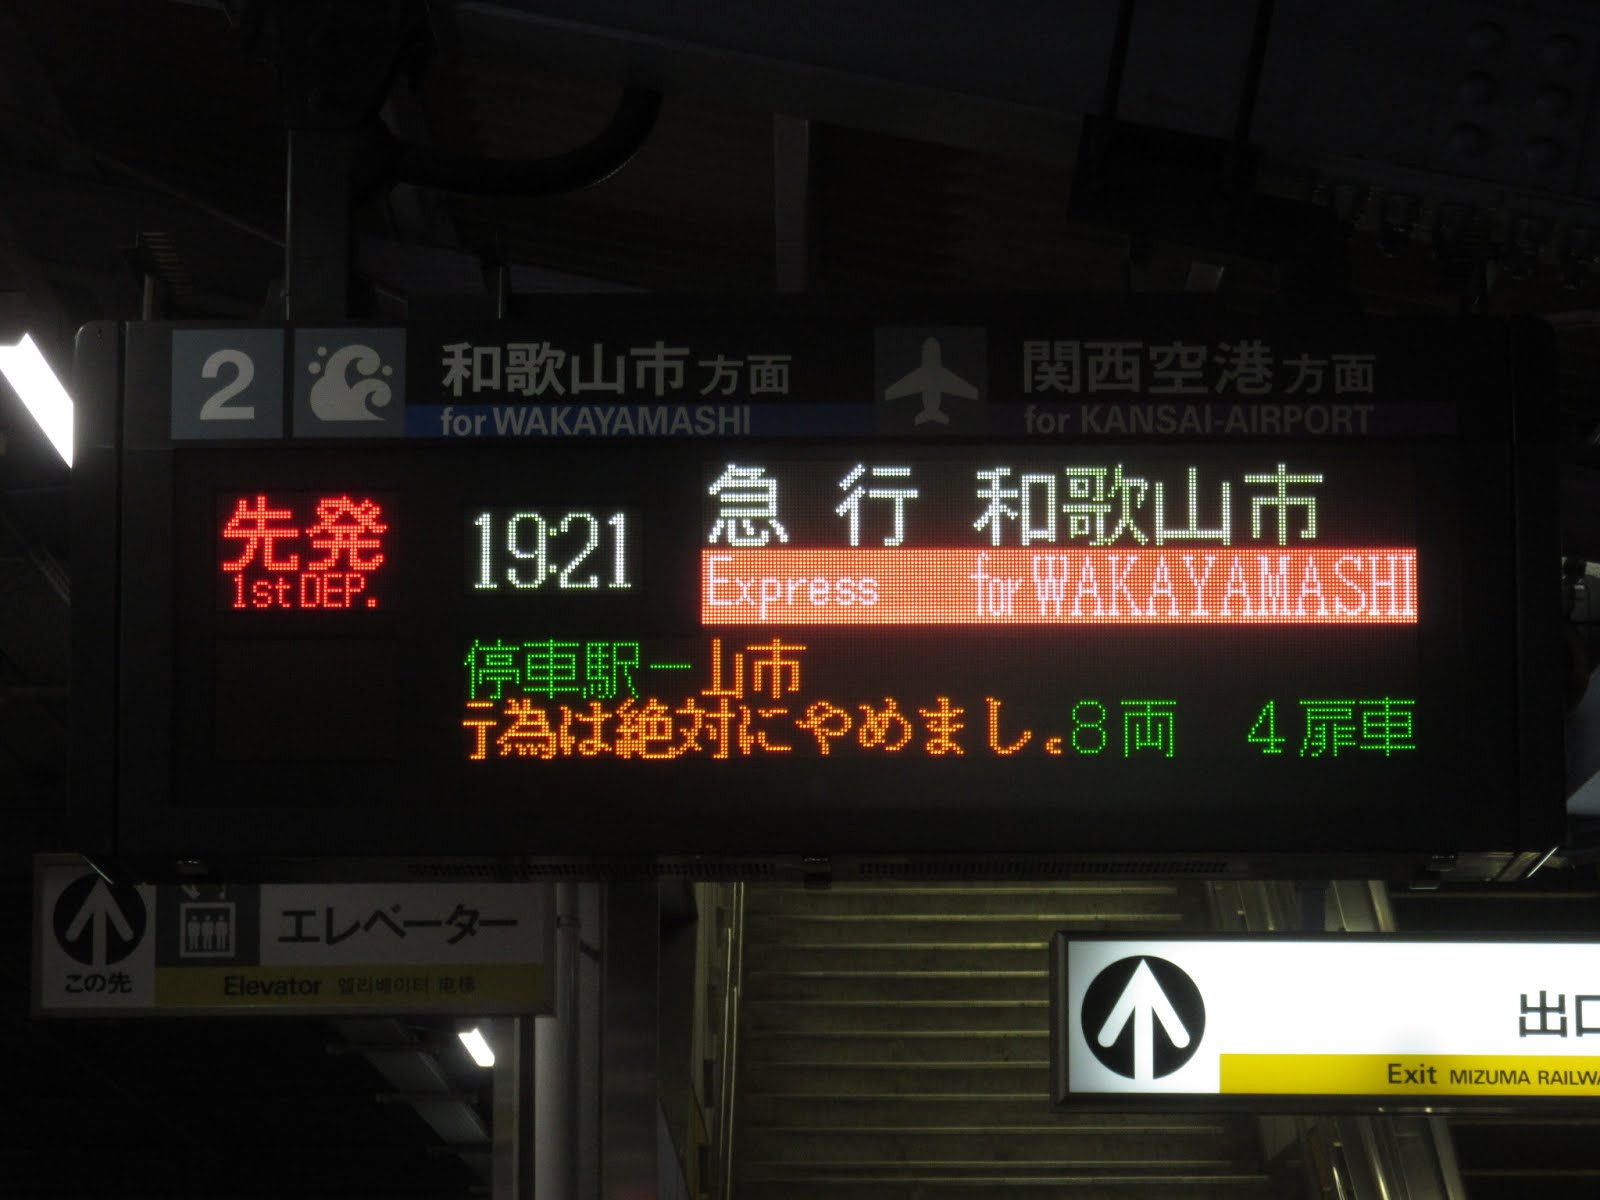 2 和歌山市方面 関西空港方面
for WAKAYAMASHI for KANSAI-AIRPORT
先発 19:21 急行 和歌山市
1st DEP. Express for WAKAYAMASHI
停車駅ー山市
為は絶対にやめまし。8両 4扉車
エレベーター
この先 Elevator 엘리베이터 电梯
出口
Exit MIZUMA RAILWA